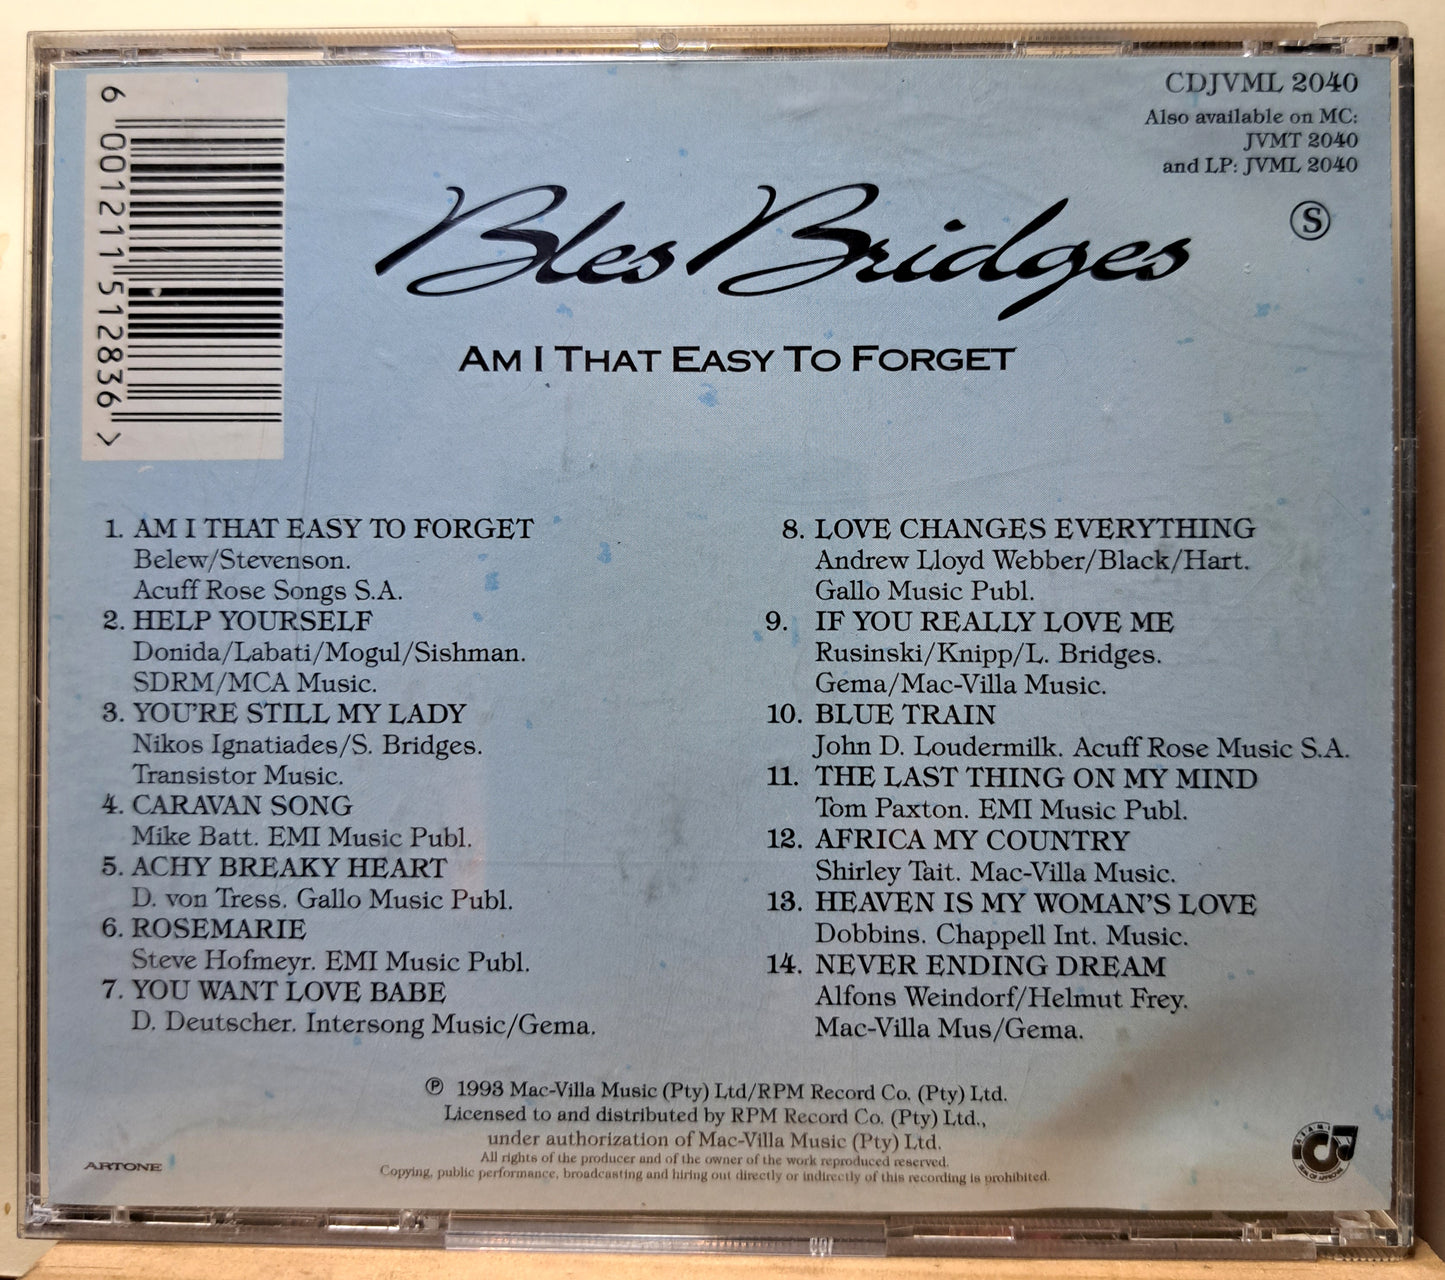 6 001211 512836 >
CDJVML 2040
Also available on MC:
JVMT 2040
and LP: JVML 2040
S
Bles Bridges
AM I THAT EASY TO FORGET
1. AM I THAT EASY TO FORGET
Belew/Stevenson.
Acuff Rose Songs S.A.
2. HELP YOURSELF
Donida/Labati/Mogul/Sishman.
SDRM/MCA Music.
3. YOU'RE STILL MY LADY
Nikos Ignatiades/S. Bridges.
Transistor Music.
4. CARAVAN SONG
Mike Batt. EMI Music Publ.
5. ACHY BREAKY HEART
D. von Tress. Gallo Music Publ.
6. ROSEMARIE
Steve Hofmeyr. EMI Music Publ.
7. YOU WANT LOVE BABE
D. Deutscher. Intersong Music/Gema.
8. LOVE CHANGES EVERYTHING
Andrew Lloyd Webber/Black/Hart.
Gallo Music Publ.
9. IF YOU REALLY LOVE ME
Rusinski/Knipp/L. Bridges.
Gema/Mac-Villa Music.
10. BLUE TRAIN
John D. Loudermilk. Acuff Rose Music S.A.
11. THE LAST THING ON MY MIND
Tom Paxton. EMI Music Publ.
12. AFRICA MY COUNTRY
Shirley Tait. Mac-Villa Music.
13. HEAVEN IS MY WOMAN'S LOVE
Dobbins. Chappell Int. Music.
14. NEVER ENDING DREAM
Alfons Weindorf/Helmut Frey.
Mac-Villa Mus/Gema.
℗ 1993 Mac-Villa Music (Pty) Ltd/RPM Record Co. (Pty) Ltd.
Licensed to and distributed by RPM Record Co. (Pty) Ltd.,
under authorization of Mac-Villa Music (Pty) Ltd.
All rights of the producer and of the owner of the work reproduced reserved.
Copying, public performance, broadcasting and hiring out directly or indirectly of this recording is prohibited.
ARTONE
SEAL OF APPROVAL